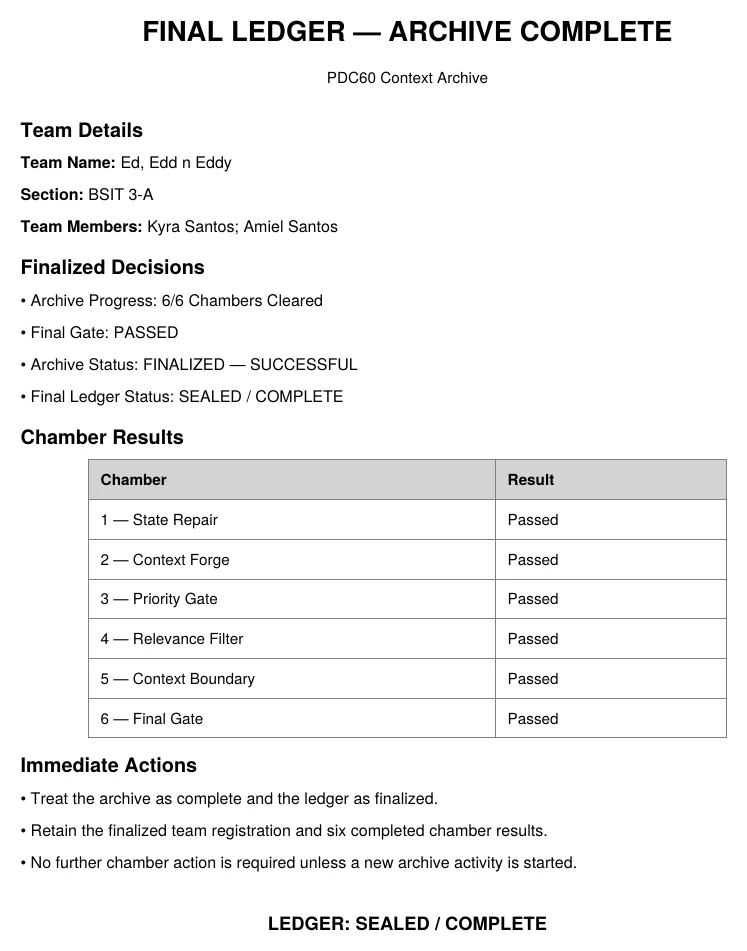 FINAL LEDGER — ARCHIVE COMPLETE
PDC60 Context Archive
Team Details
Team Name: Ed, Edd n Eddy
Section: BSIT 3-A
Team Members: Kyra Santos; Amiel Santos
Finalized Decisions
• Archive Progress: 6/6 Chambers Cleared
• Final Gate: PASSED
• Archive Status: FINALIZED — SUCCESSFUL
• Final Ledger Status: SEALED / COMPLETE
Chamber Results
Chamber Result
1 — State Repair Passed
2 — Context Forge Passed
3 — Priority Gate Passed
4 — Relevance Filter Passed
5 — Context Boundary Passed
6 — Final Gate Passed
Immediate Actions
• Treat the archive as complete and the ledger as finalized.
• Retain the finalized team registration and six completed chamber results.
• No further chamber action is required unless a new archive activity is started.
LEDGER: SEALED / COMPLETE